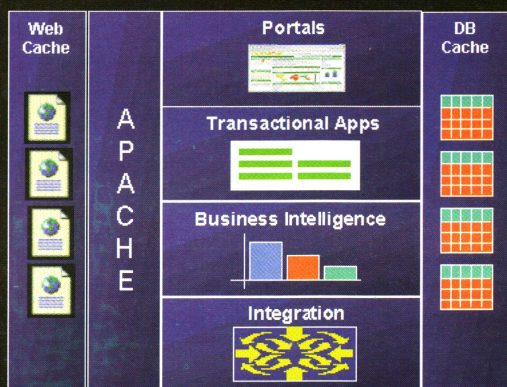 Web
Cache
A
P
A
C
H
E
Portals
Transactional Apps
Business Intelligence
Integration
DB
Cache